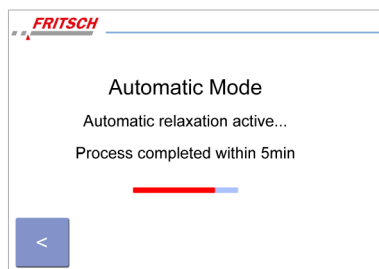 FRITSCH
Automatic Mode
Automatic relaxation active...
Process completed within 5min
<